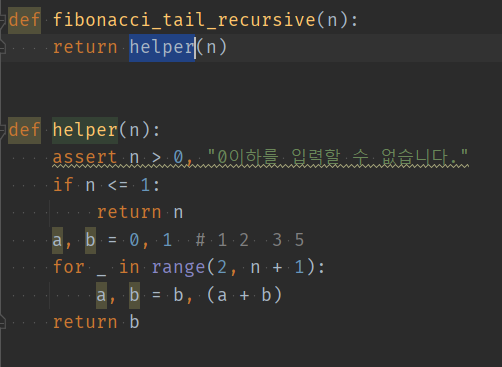 def fibonacci_tail_recursive(n):
    return helper(n)
def helper(n):
    assert n > 0, "0이하를 입력할 수 없습니다."
    if n <= 1:
        return n
    a, b = 0, 1  # 1 2 3 5
    for _ in range(2, n + 1):
        a, b = b, (a + b)
    return b